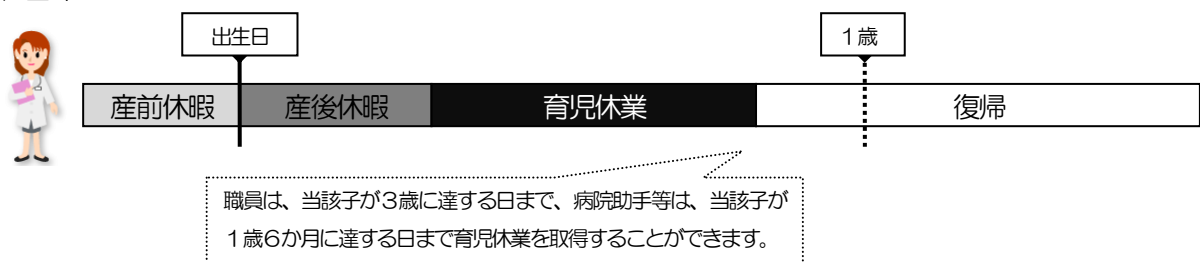 出生日
1歳
産前休暇 産後休暇 育児休業 復帰
職員は、当該子が3歳に達する日まで、病院助手等は、当該子が
1歳6か月に達する日まで育児休業を取得することができます。